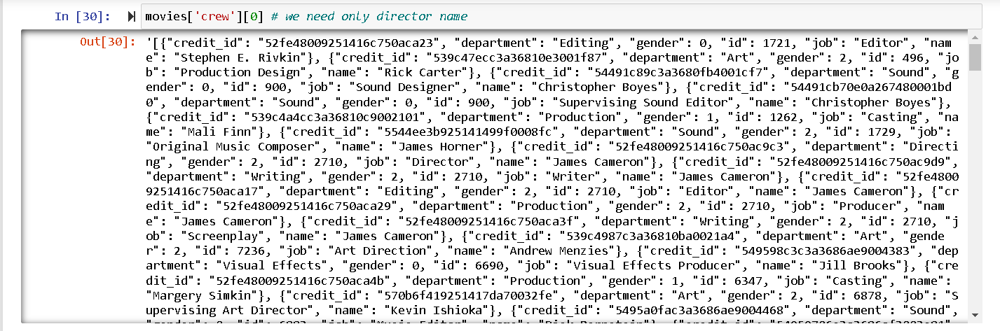 In [30]: movies['crew'][0] # we need only director name
Out[30]: '[{"credit_id": "52fe48009251416c750aca23", "department": "Editing", "gender": 0, "id": 1721, "job": "Editor", "nam
e": "Stephen E. Rivkin"}, {"credit_id": "539c47ecc3a36810e3001f87", "department": "Art", "gender": 2, "id": 496, "jo
b": "Production Design", "name": "Rick Carter"}, {"credit_id": "54491c89c3a3680fb4001cf7", "department": "Sound", "g
ender": 0, "id": 900, "job": "Sound Designer", "name": "Christopher Boyes"}, {"credit_id": "54491cb70e0a267480001bd
0", "department": "Sound", "gender": 0, "id": 900, "job": "Supervising Sound Editor", "name": "Christopher Boyes"},
{"credit_id": "539c4a4cc3a36810c9002101", "department": "Production", "gender": 1, "id": 1262, "job": "Casting", "na
me": "Mali Finn"}, {"credit_id": "5544ee3b925141499f0008fc", "department": "Sound", "gender": 2, "id": 1729, "job":
"Original Music Composer", "name": "James Horner"}, {"credit_id": "52fe48009251416c750ac9c3", "department": "Directi
ng", "gender": 2, "id": 2710, "job": "Director", "name": "James Cameron"}, {"credit_id": "52fe48009251416c750ac9d9",
"department": "Writing", "gender": 2, "id": 2710, "job": "Writer", "name": "James Cameron"}, {"credit_id": "52fe4800
9251416c750aca17", "department": "Editing", "gender": 2, "id": 2710, "job": "Editor", "name": "James Cameron"}, {"cr
edit_id": "52fe48009251416c750aca29", "department": "Production", "gender": 2, "id": 2710, "job": "Producer", "nam
e": "James Cameron"}, {"credit_id": "52fe48009251416c750aca3f", "department": "Writing", "gender": 2, "id": 2710, "j
ob": "Screenplay", "name": "James Cameron"}, {"credit_id": "539c4987c3a36810ba0021a4", "department": "Art", "gende
r": 2, "id": 7236, "job": "Art Direction", "name": "Andrew Menzies"}, {"credit_id": "549598c3c3a3686ae9004383", "dep
artment": "Visual Effects", "gender": 0, "id": 6690, "job": "Visual Effects Producer", "name": "Jill Brooks"}, {"cre
dit_id": "52fe48009251416c750aca4b", "department": "Production", "gender": 1, "id": 6347, "job": "Casting", "name":
"Margery Simkin"}, {"credit_id": "570b6f419251417da70032fe", "department": "Art", "gender": 2, "id": 6878, "job": "S
upervising Art Director", "name": "Kevin Ishioka"}, {"credit_id": "5495a0fac3a3686ae9004468", "department": "Sound",